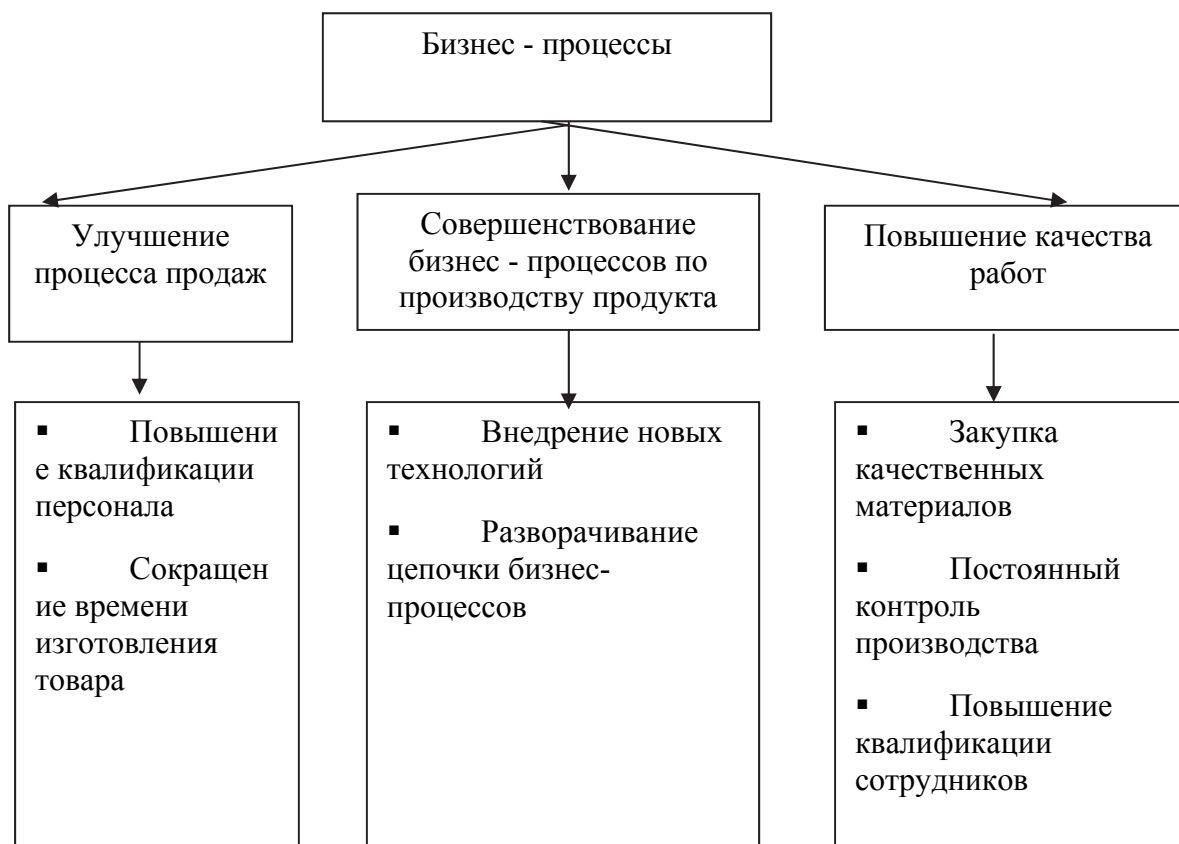 Бизнес - процессы
Улучшение
процесса продаж
Совершенствование
бизнес - процессов по
производству продукта
Повышение качества
работ
▪ Повышени
е квалификации
персонала
▪ Сокращен
ие времени
изготовления
товара
▪ Внедрение новых
технологий
▪ Разворачивание
цепочки бизнес-
процессов
▪ Закупка
качественных
материалов
▪ Постоянный
контроль
производства
▪ Повышение
квалификации
сотрудников